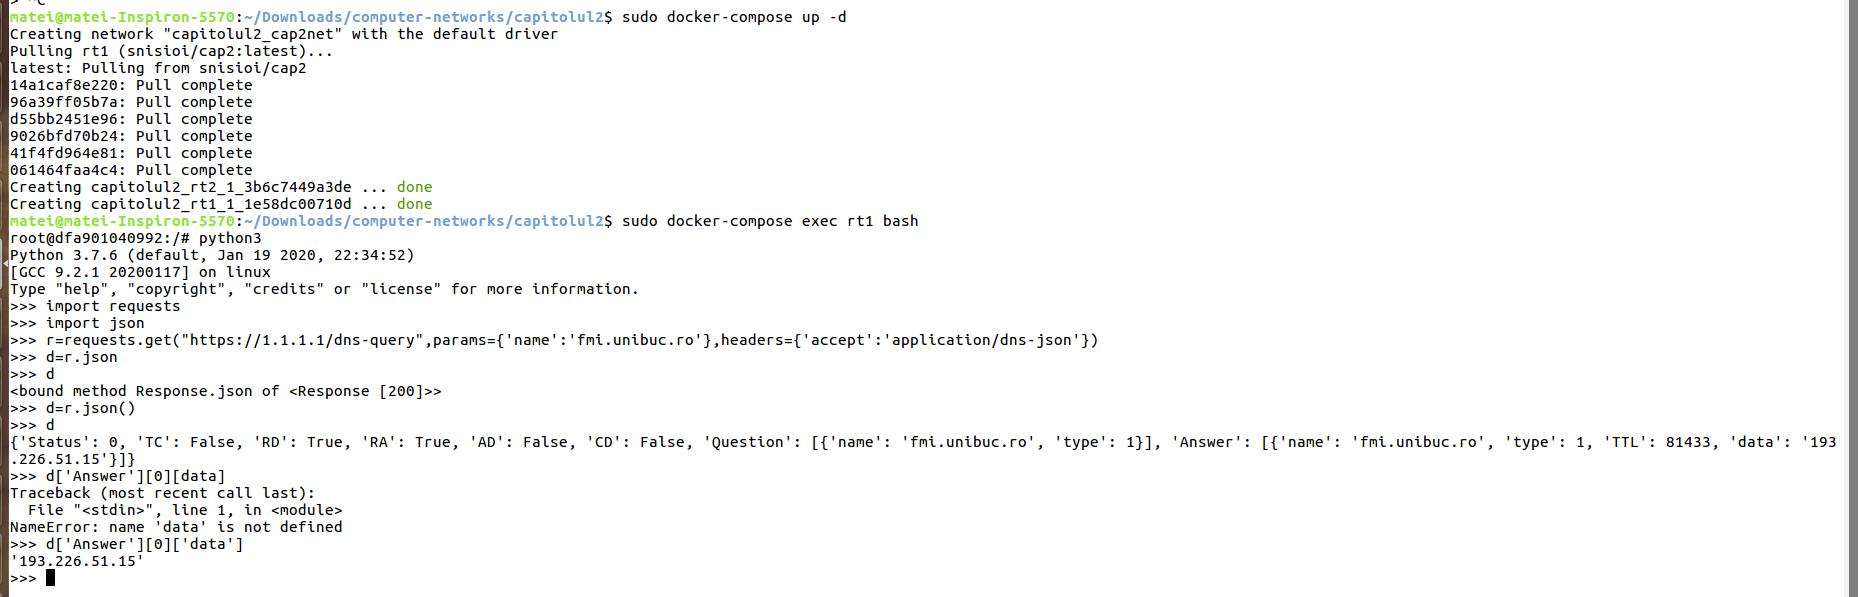 > ^C
matei@matei-Inspiron-5570:~/Downloads/computer-networks/capitolul2$ sudo docker-compose up -d
Creating network "capitolul2_cap2net" with the default driver
Pulling rt1 (snisioi/cap2:latest)...
latest: Pulling from snisioi/cap2
14a1caf8e220: Pull complete
96a39ff05b7a: Pull complete
d55bb2451e96: Pull complete
9026bfd70b24: Pull complete
41f4fd964e81: Pull complete
061464faa4c4: Pull complete
Creating capitolul2_rt2_1_3b6c7449a3de ... done
Creating capitolul2_rt1_1_1e58dc00710d ... done
matei@matei-Inspiron-5570:~/Downloads/computer-networks/capitolul2$ sudo docker-compose exec rt1 bash
root@dfa901040992:/# python3
Python 3.7.6 (default, Jan 19 2020, 22:34:52)
[GCC 9.2.1 20200117] on linux
Type "help", "copyright", "credits" or "license" for more information.
>>> import requests
>>> import json
>>> r=requests.get("https://1.1.1.1/dns-query",params={'name':'fmi.unibuc.ro'},headers={'accept':'application/dns-json'})
>>> d=r.json
>>> d
<bound method Response.json of <Response [200]>>
>>> d=r.json()
>>> d
{'Status': 0, 'TC': False, 'RD': True, 'RA': True, 'AD': False, 'CD': False, 'Question': [{'name': 'fmi.unibuc.ro', 'type': 1}], 'Answer': [{'name': 'fmi.unibuc.ro', 'type': 1, 'TTL': 81433, 'data': '193
.226.51.15'}]}
>>> d['Answer'][0][data]
Traceback (most recent call last):
  File "<stdin>", line 1, in <module>
NameError: name 'data' is not defined
>>> d['Answer'][0]['data']
'193.226.51.15'
>>>